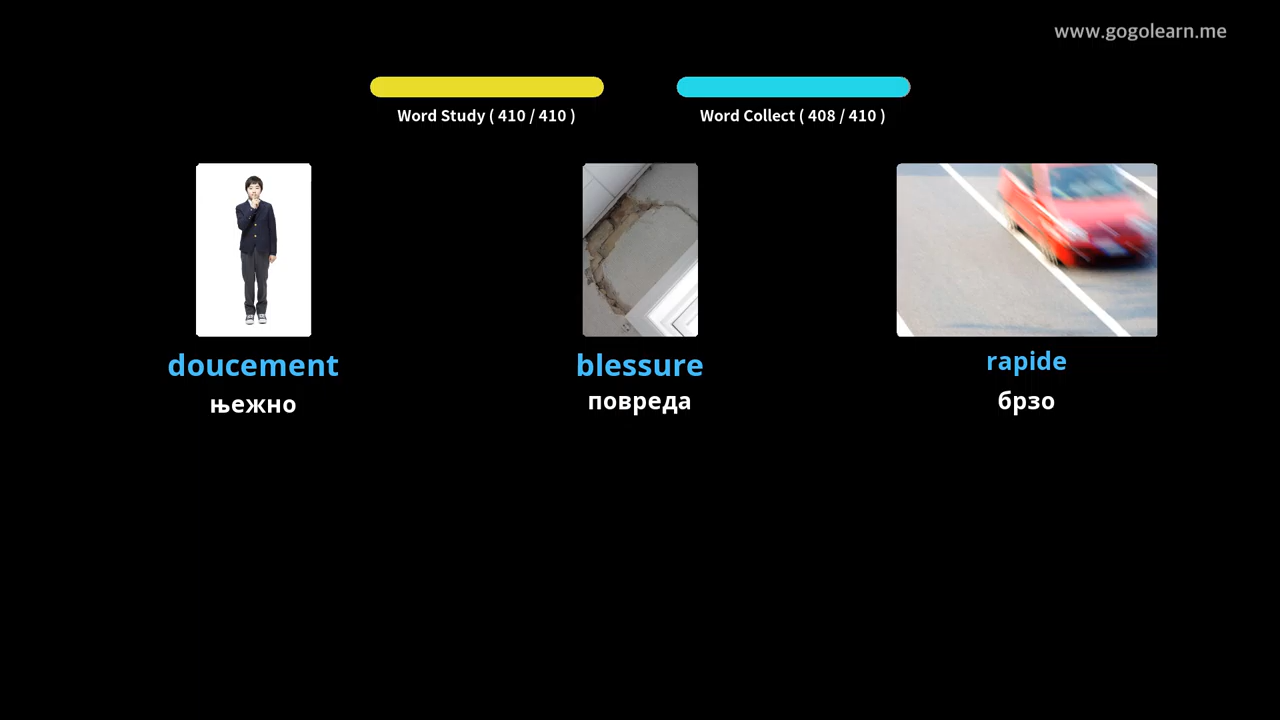 www.gogolearn.me
Word Study ( 410 / 410 )
Word Collect ( 408 / 410 )
doucement
њежно
blessure
повреда
rapide
брзо